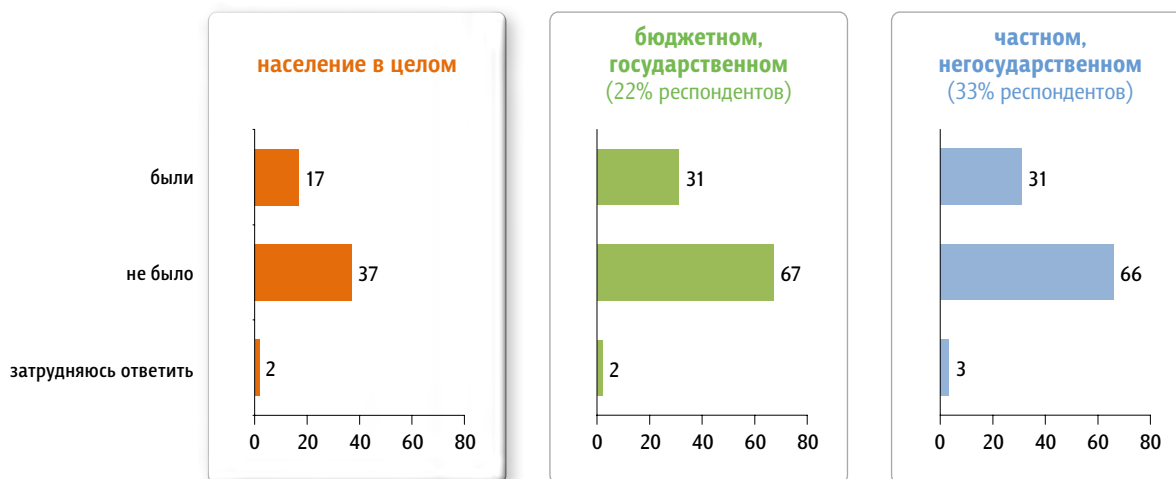 население в целом
бюджетном,
государственном
(22% респондентов)
частном,
негосударственном
(33% респондентов)
были
17
31
31
не было
37
67
66
затрудняюсь ответить
2
2
3
0 20 40 60 80
0 20 40 60 80
0 20 40 60 80